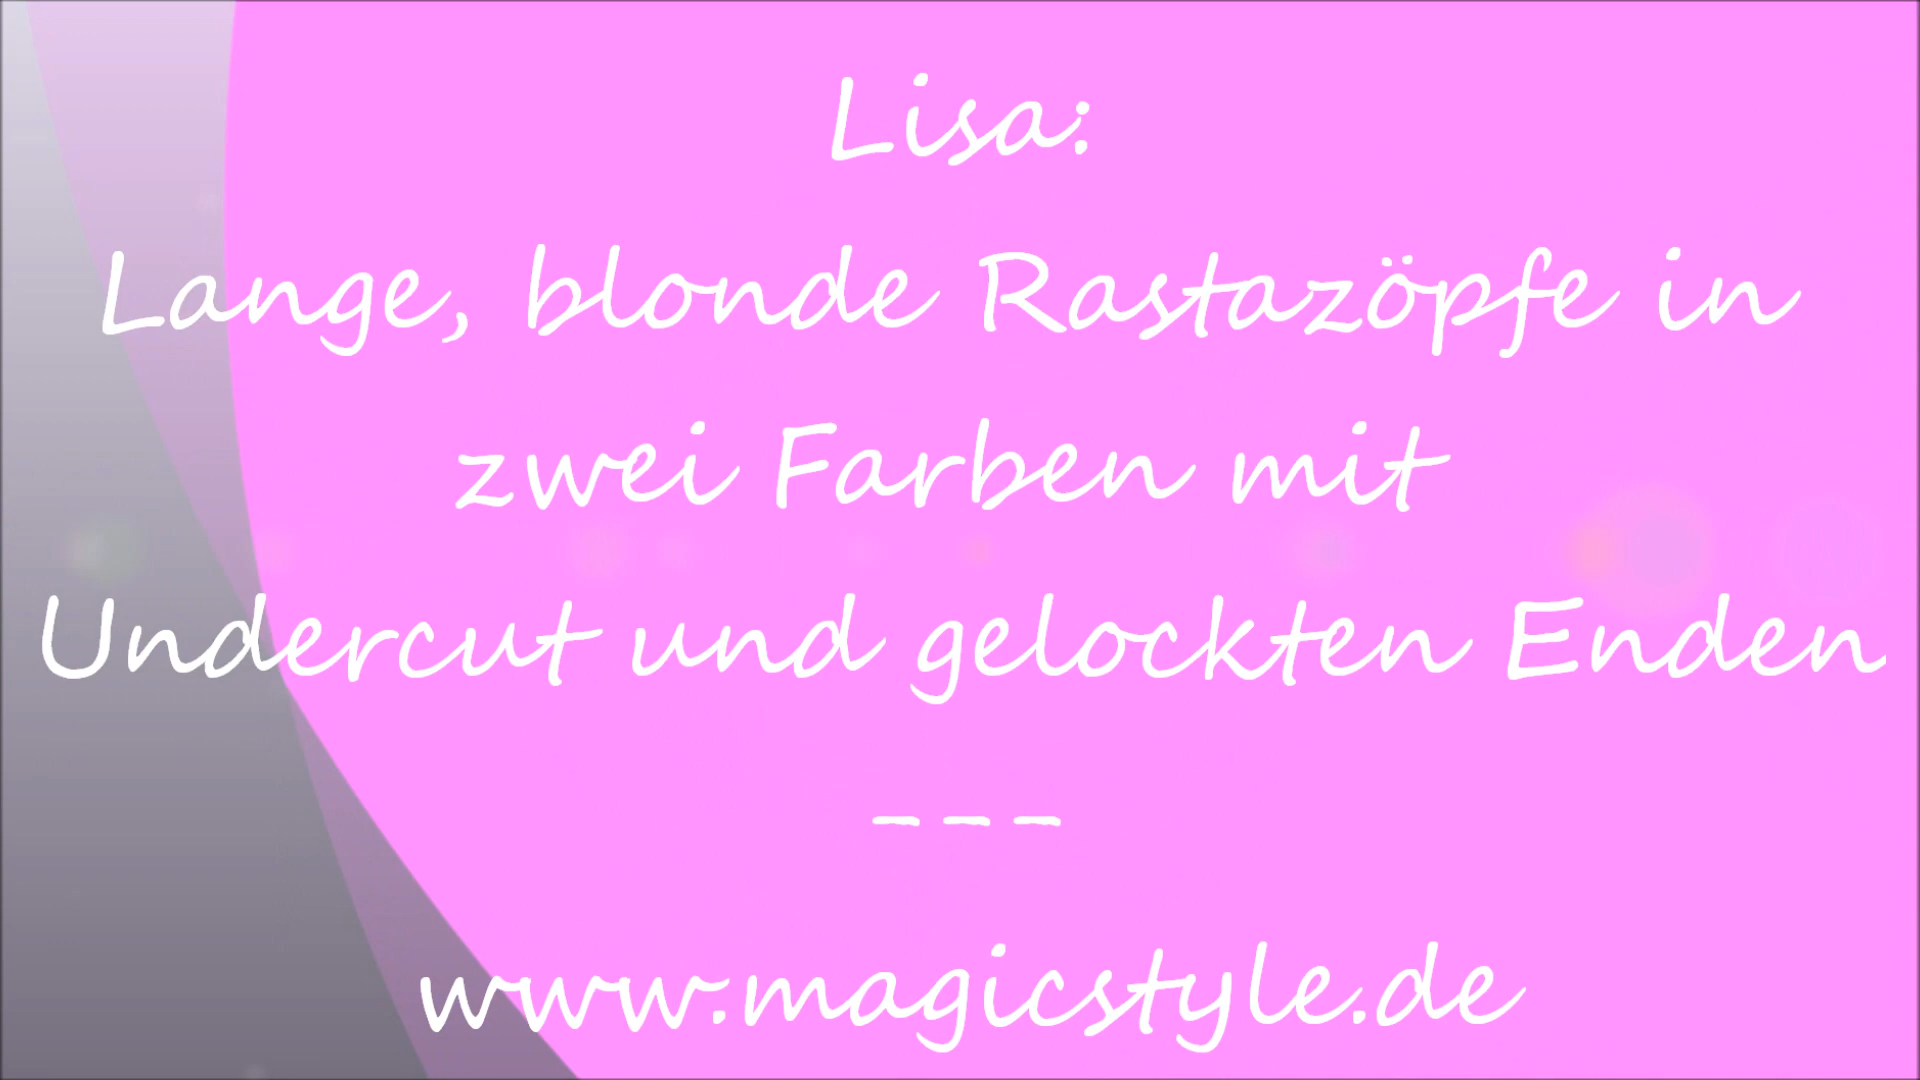 Lisa:
Lange, blonde Rastazöpfe in
zwei Farben mit
Undercut und gelockten Enden
---
www.magicstyle.de